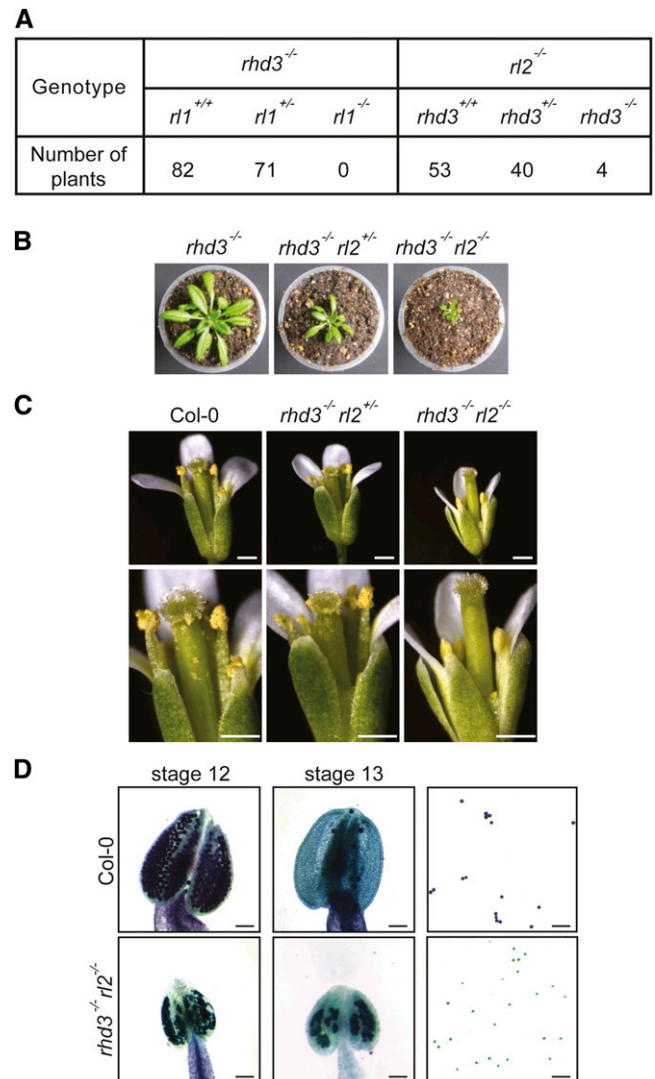 A
Genotype rhd3-/- rl2-/-
rl1+/+ rl1+/- rl1-/- rhd3+/+ rhd3+/- rhd3-/-
Number of plants 82 71 0 53 40 4
B
rhd3-/- rhd3-/- rl2+/- rhd3-/- rl2-/-
C
Col-0 rhd3-/- rl2+/- rhd3-/- rl2-/-
D
stage 12 stage 13
Col-0
rhd3-/- rl2-/-